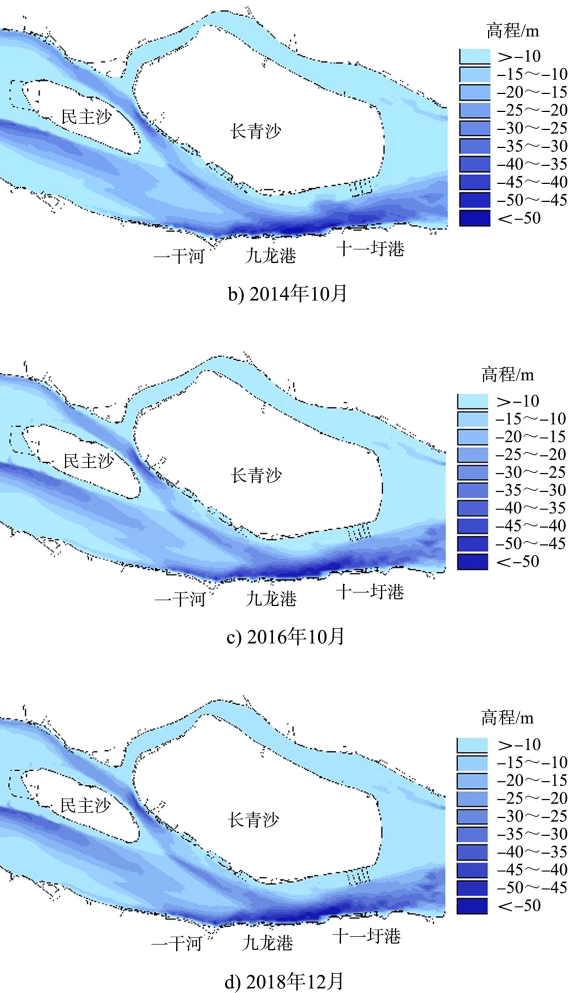 高程/m
>-10
-15～-10
-20～-15
-25～-20
-30～-25
-35～-30
-40～-35
-45～-40
-50～-45
<-50
民主沙
长青沙
一干河
九龙港
十一圩港
b) 2014年10月
高程/m
>-10
-15～-10
-20～-15
-25～-20
-30～-25
-35～-30
-40～-35
-45～-40
-50～-45
<-50
民主沙
长青沙
一干河
九龙港
十一圩港
c) 2016年10月
高程/m
>-10
-15～-10
-20～-15
-25～-20
-30～-25
-35～-30
-40～-35
-45～-40
-50～-45
<-50
民主沙
长青沙
一干河
九龙港
十一圩港
d) 2018年12月